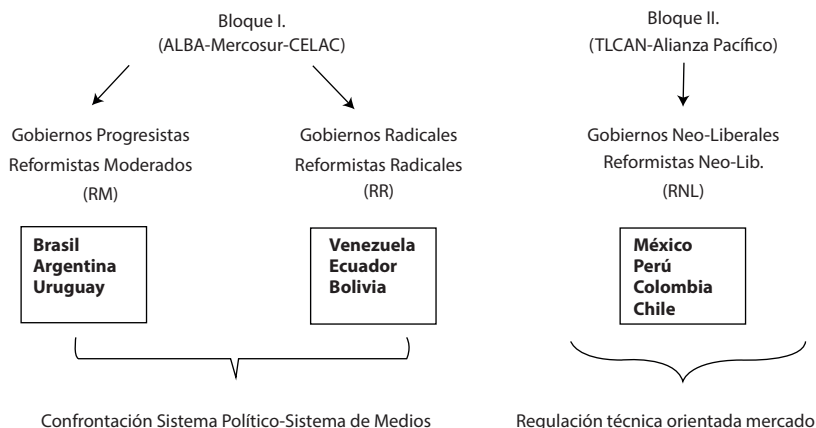 Bloque I.
(ALBA-Mercosur-CELAC)
Gobiernos Progresistas
Reformistas Moderados
(RM)
Brasil
Argentina
Uruguay
Gobiernos Radicales
Reformistas Radicales
(RR)
Venezuela
Ecuador
Bolivia
Confrontación Sistema Político-Sistema de Medios
Bloque II.
(TLCAN-Alianza Pacífico)
Gobiernos Neo-Liberales
Reformistas Neo-Lib.
(RNL)
México
Perú
Colombia
Chile
Regulación técnica orientada mercado